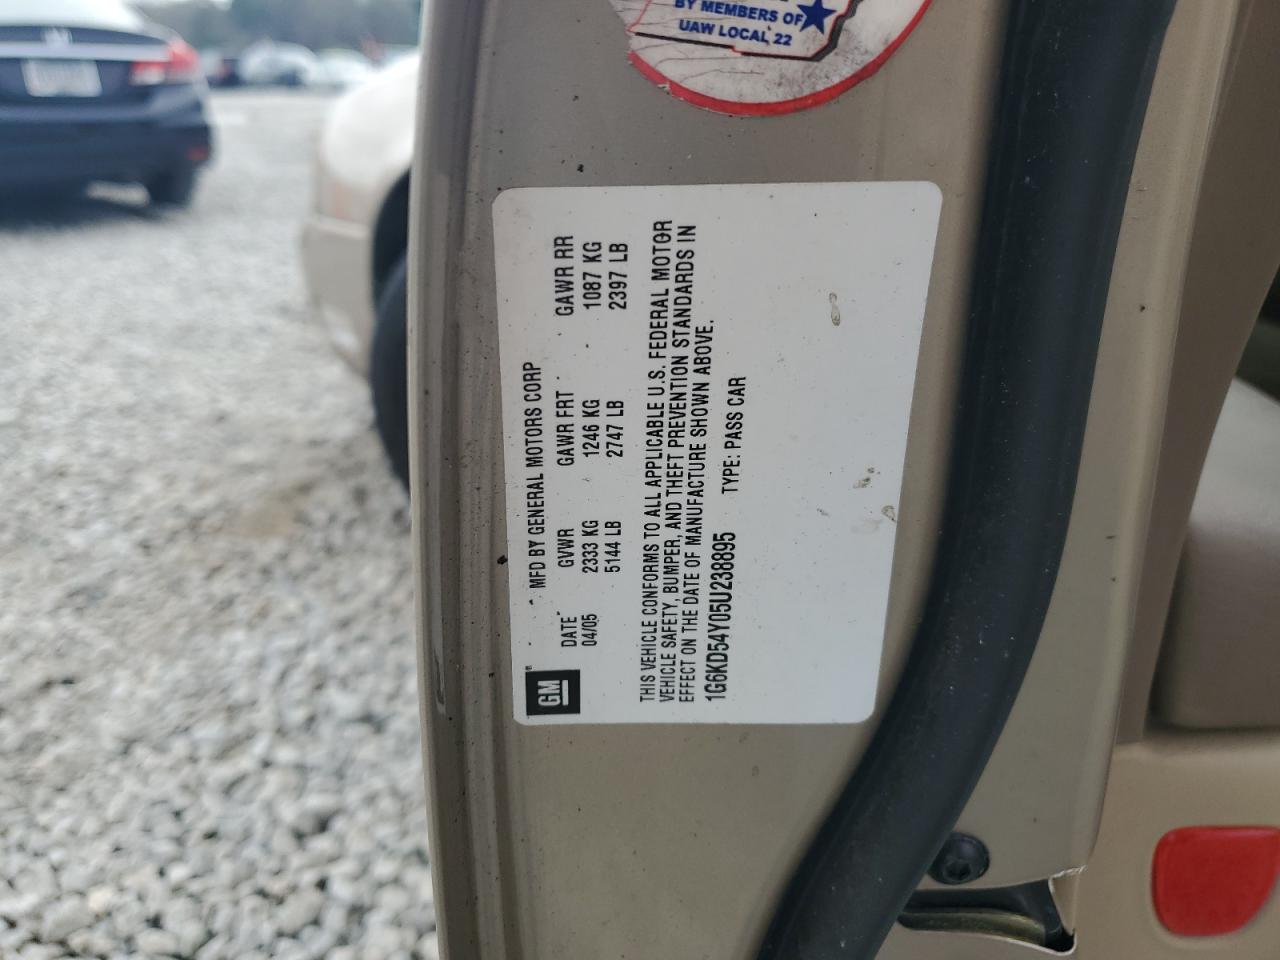 BY MEMBERS OF
UAW LOCAL 22
MFD BY GENERAL MOTORS CORP
DATE GVWR GAWR FRT GAWR RR
04/05 2333 KG 1246 KG 1087 KG
5144 LB 2747 LB 2397 LB
GM
THIS VEHICLE CONFORMS TO ALL APPLICABLE U.S. FEDERAL MOTOR
VEHICLE SAFETY, BUMPER, AND THEFT PREVENTION STANDARDS IN
EFFECT ON THE DATE OF MANUFACTURE SHOWN ABOVE.
1G6KD54Y05U238895 TYPE: PASS CAR